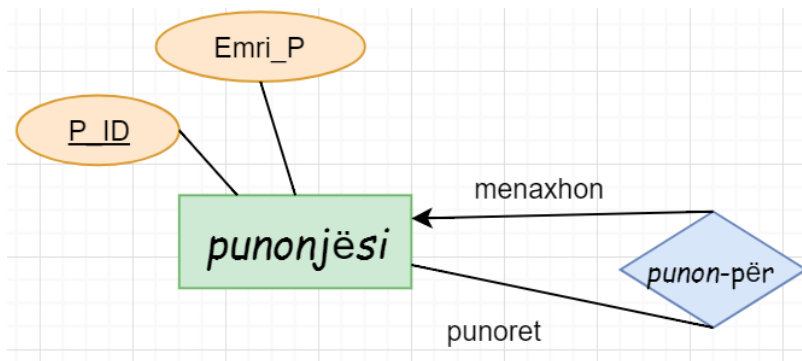 Emri_P
P_ID
menaxhon
punonjësi
punon-për
punoret